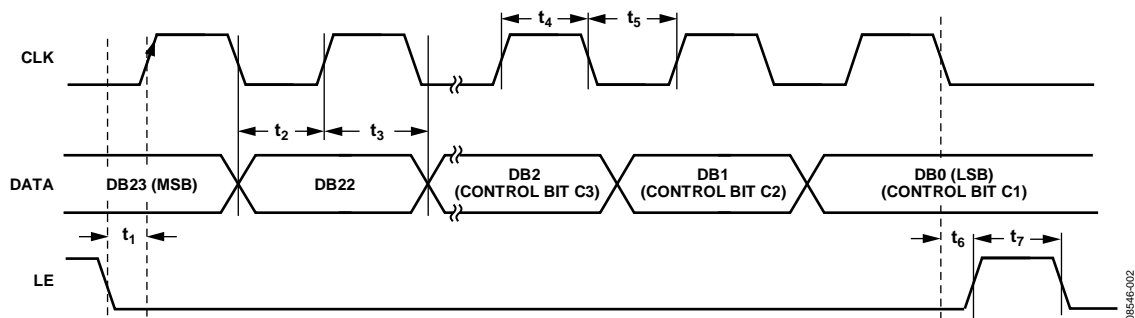 t4
t5
CLK
t2
t3
DATA
DB23 (MSB)
DB22
DB2
(CONTROL BIT C3)
DB1
(CONTROL BIT C2)
DB0 (LSB)
(CONTROL BIT C1)
t1
t6
t7
LE
08546-002